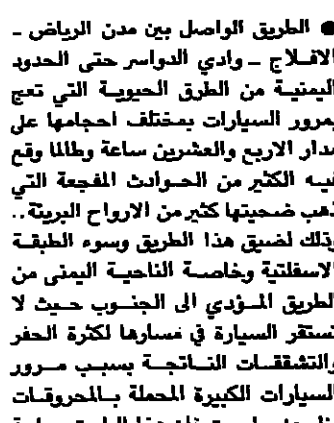 ● الطريق الواصل بين مدن الرياض -
الافلاج - وادي الدواسر حتى الحدود
اليمنية من الطرق الحيوية التي تعج
بمرور السيارات بمختلف احجامها على
مدار الاربع والعشرين ساعة وطالما وقع
فيه الكثير من الحوادث المفجعة التي
ذهب ضحيتها كثير من الارواح البريئة ..
وذلك لضيق هذا الطريق وسوء الطبقة
الاسفلتية وخاصة الناحية اليمنى من
الطريق المؤدي الى الجنوب حيث لا
تستقر السيارة في مسارها لكثرة الحفر
والتشققات الناتجة بسبب مرور
السيارات الكبيرة المحملة بالمحروقات